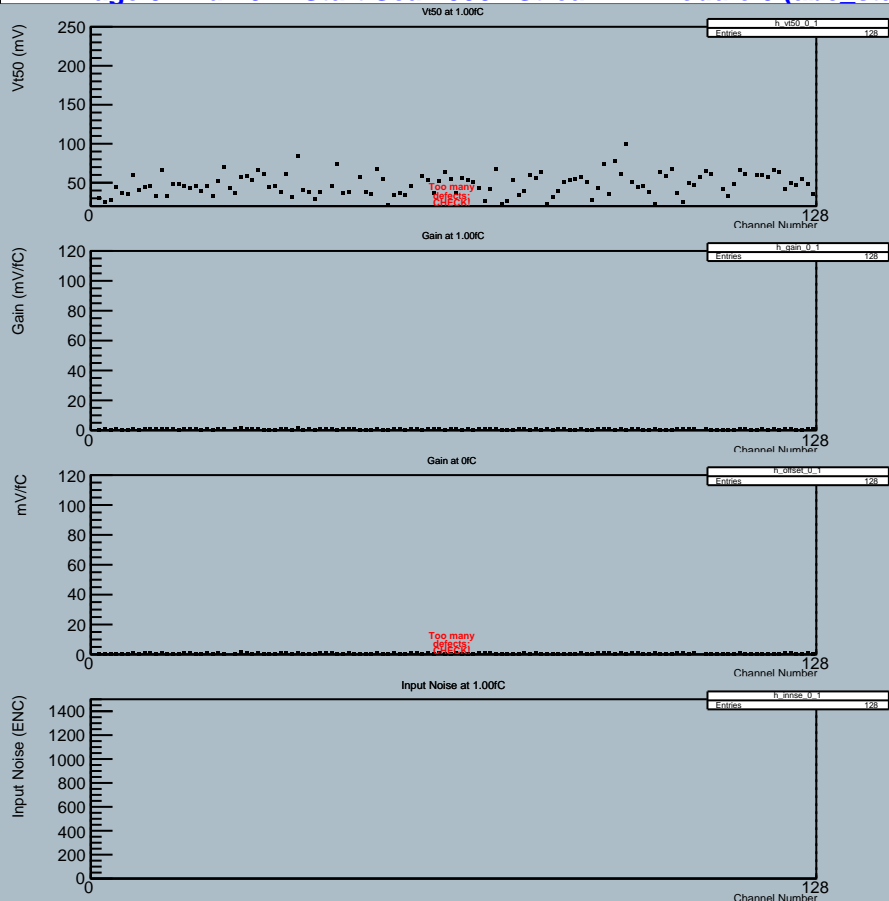 Vt50 at 1.00fC
h_vt50_0_1
Entries 128
Vt50 (mV)
250
200
150
100
50
Too many
defects:
CHECK!
0
128
Channel Number
Gain at 1.00fC
h_gain_0_1
Entries 128
Gain (mV/fC)
120
100
80
60
40
20
0
0
128
Channel Number
Gain at 0fC
h_offset_0_1
Entries 128
mV/fC
120
100
80
60
40
20
0
Too many
defects:
CHECK!
0
128
Channel Number
Input Noise at 1.00fC
h_innse_0_1
Entries 128
Input Noise (ENC)
1400
1200
1000
800
600
400
200
0
0
128
Channel Number